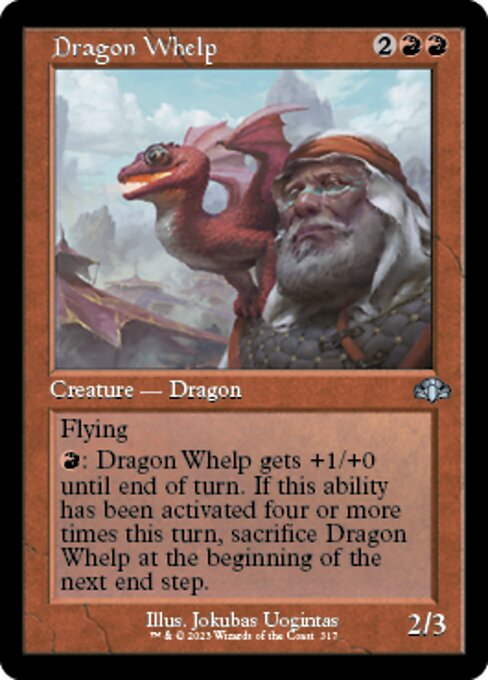 Dragon Whelp 2
Creature — Dragon
Flying
: Dragon Whelp gets +1/+0
until end of turn. If this ability
has been activated four or more
times this turn, sacrifice Dragon
Whelp at the beginning of the
next end step.
Illus. Jokubas Uogintas
™ & © 2023 Wizards of the Coast 317
2/3